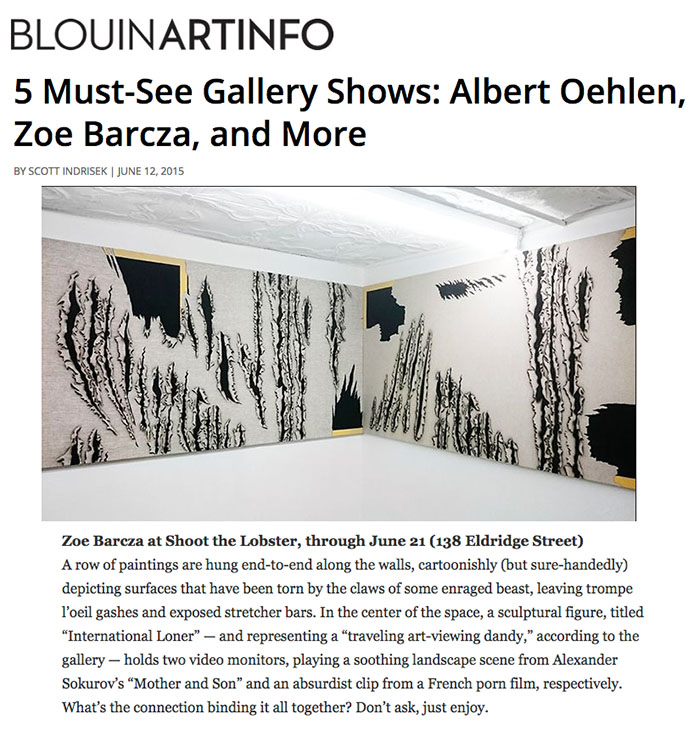 BLOUINARTINFO
5 Must-See Gallery Shows: Albert Oehlen,
Zoe Barcza, and More
BY SCOTT INDRISEK | JUNE 12, 2015
Zoe Barcza at Shoot the Lobster, through June 21 (138 Eldridge Street)
A row of paintings are hung end-to-end along the walls, cartoonishly (but sure-handedly)
depicting surfaces that have been torn by the claws of some enraged beast, leaving trompe
l’oeil gashes and exposed stretcher bars. In the center of the space, a sculptural figure, titled
“International Loner” — and representing a “traveling art-viewing dandy,” according to the
gallery — holds two video monitors, playing a soothing landscape scene from Alexander
Sokurov’s “Mother and Son” and an absurdist clip from a French porn film, respectively.
What’s the connection binding it all together? Don’t ask, just enjoy.